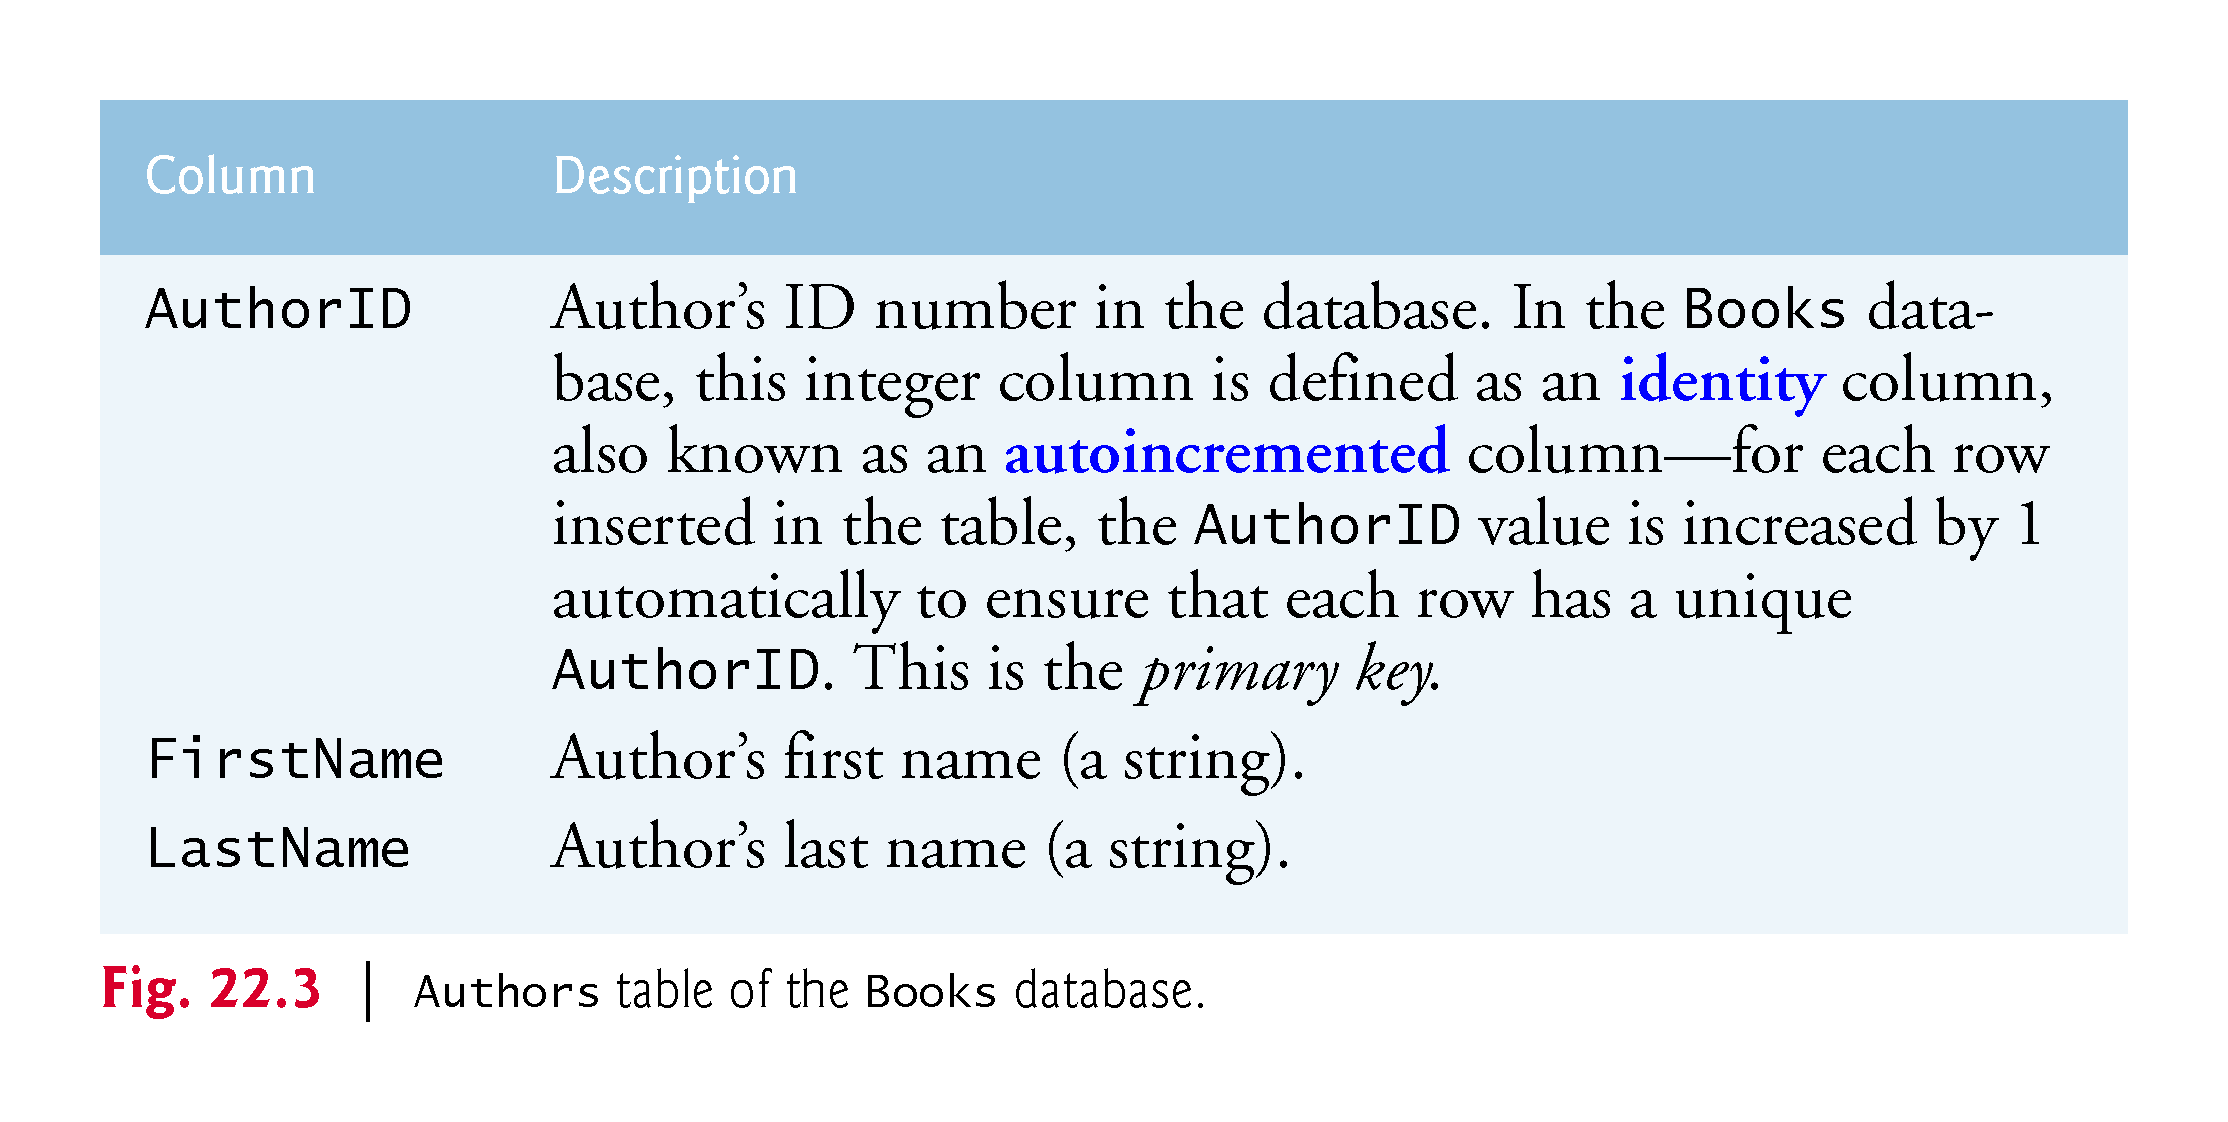 Column Description
AuthorID Author’s ID number in the database. In the Books data-
base, this integer column is defined as an identity column,
also known as an autoincremented column—for each row
inserted in the table, the AuthorID value is increased by 1
automatically to ensure that each row has a unique
AuthorID. This is the primary key.
FirstName Author’s first name (a string).
LastName Author’s last name (a string).
Fig. 22.3 | Authors table of the Books database.